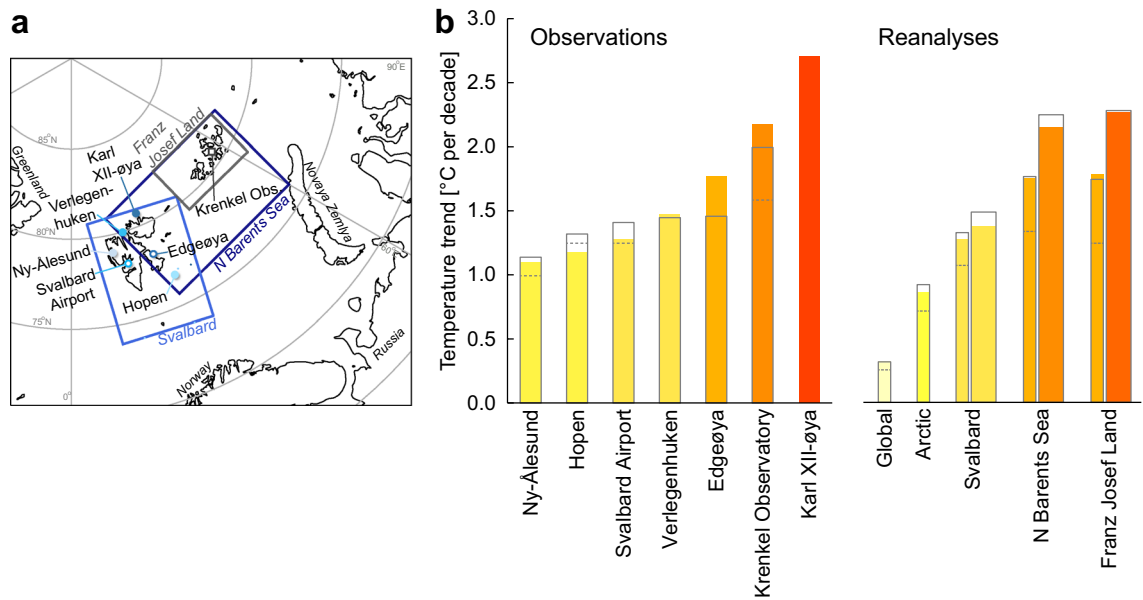 a
90°E
85°N
Franz
Josef Land
Karl
XII-øya
Greenland
Verlegen-
huken
Krenkel Obs.
Novaya Zemlya
80°N
N Barents Sea
60°E
Ny-Ålesund
Edgeøya
Svalbard
Airport
Hopen
75°N
Svalbard
Russia
Norway
0°
b
Temperature trend [°C per decade]
3.0
2.5
2.0
1.5
1.0
0.5
0.0
Observations
Reanalyses
Ny-Ålesund
Hopen
Svalbard Airport
Verlegenhuken
Edgeøya
Krenkel Observatory
Karl XII-øya
Global
Arctic
Svalbard
N Barents Sea
Franz Josef Land